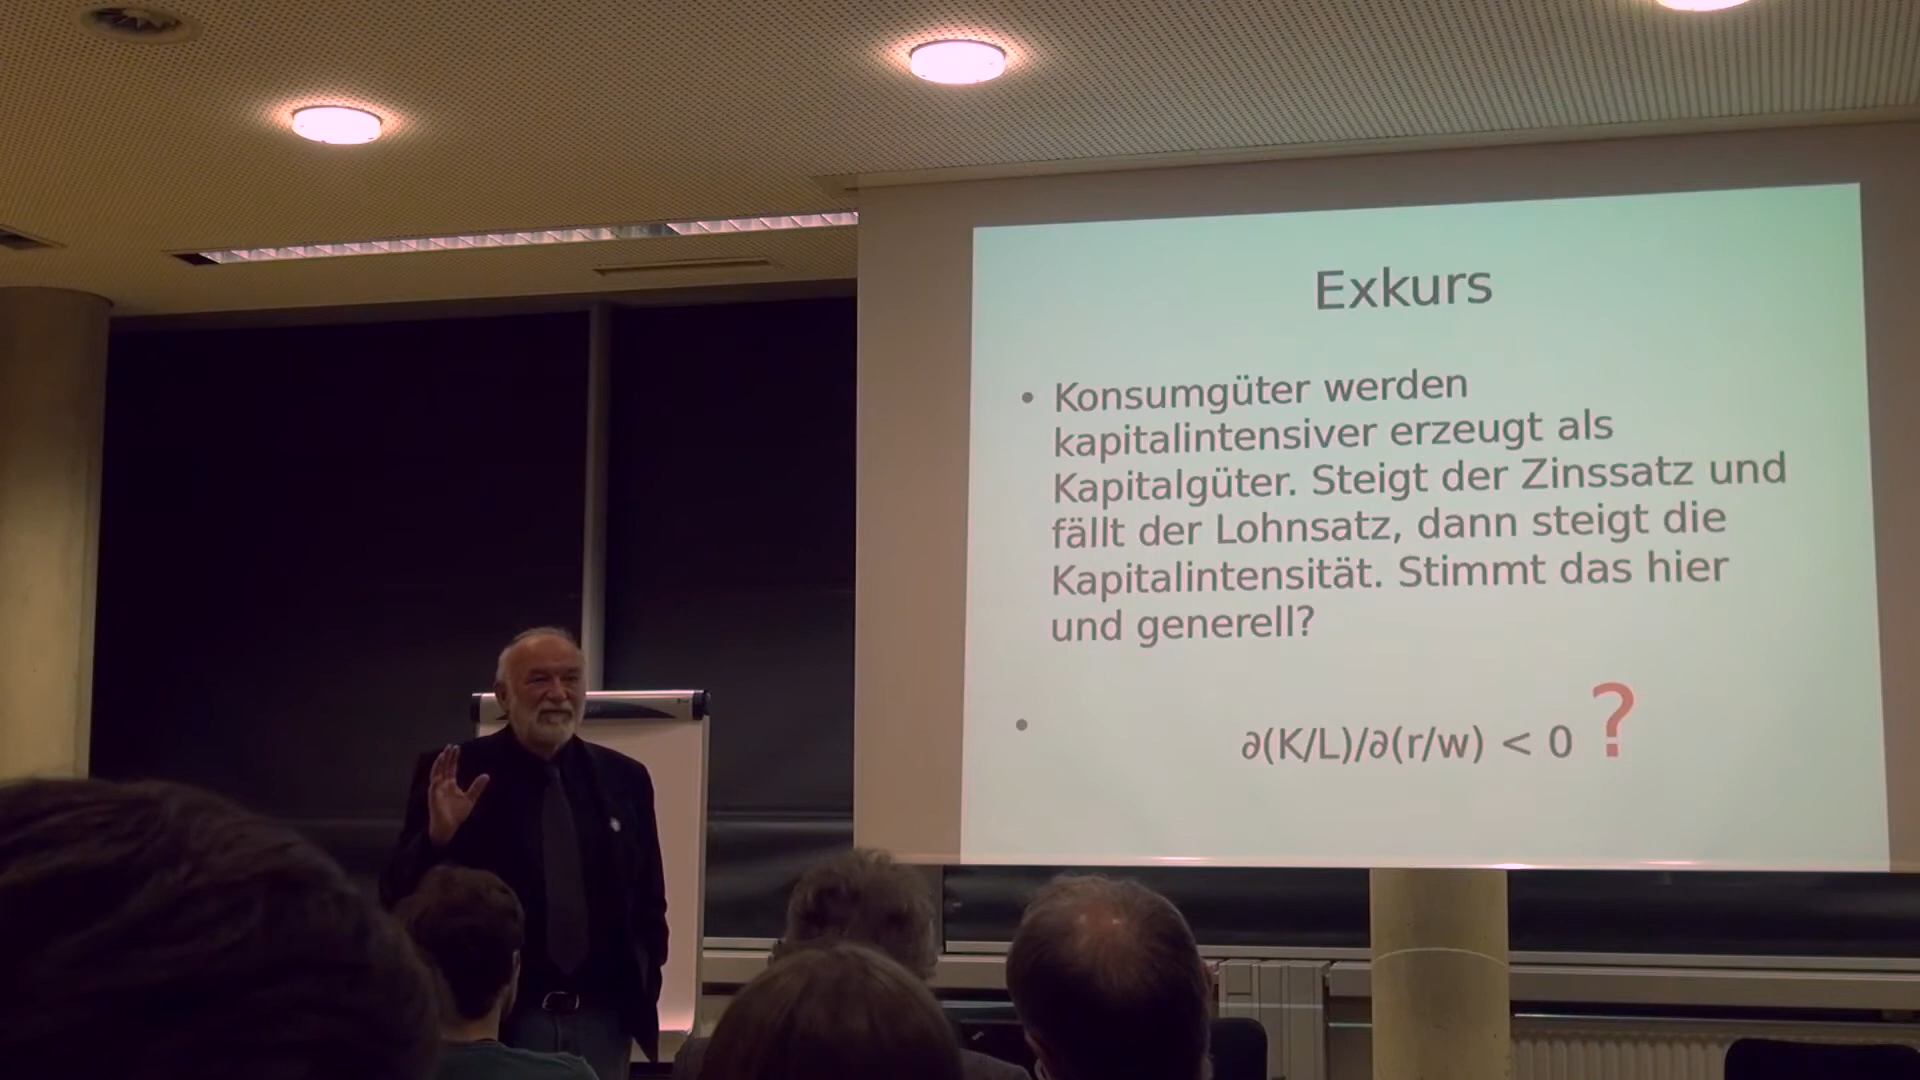 Exkurs
• Konsumgüter werden
kapitalintensiver erzeugt als
Kapitalgüter. Steigt der Zinssatz und
fällt der Lohnsatz, dann steigt die
Kapitalintensität. Stimmt das hier
und generell?
• ∂(K/L)/∂(r/w) < 0 ?